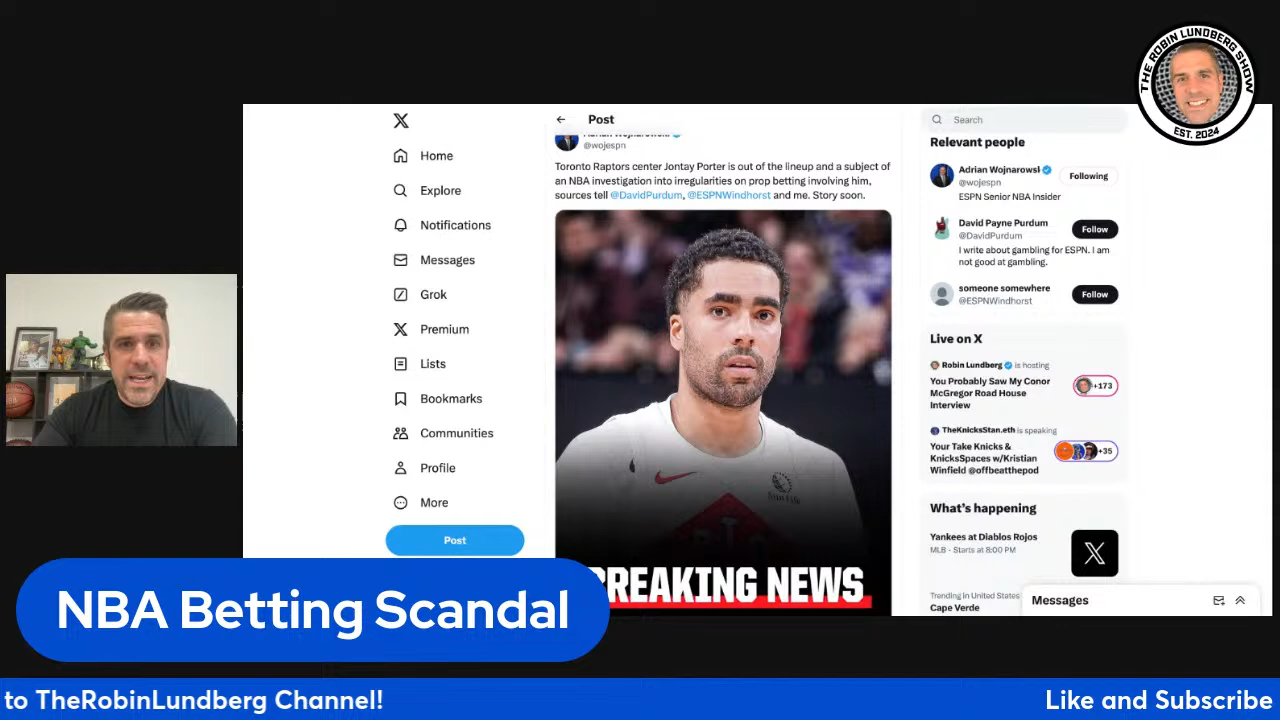 THE ROBIN LUNDBERG SHOW
EST. 2024
Home
Explore
Notifications
Messages
Grok
Premium
Lists
Bookmarks
Communities
Profile
More
Post
Post
Adrian Wojnarowski
@wojespn
Toronto Raptors center Jontay Porter is out of the lineup and a subject of
an NBA investigation into irregularities on prop betting involving him,
sources tell @DavidPurdum, @ESPNWindhorst and me. Story soon.
BREAKING NEWS
Search
Relevant people
Adrian Wojnarowski
Following
@wojespn
ESPN Senior NBA Insider
David Payne Purdum
Follow
@DavidPurdum
I write about gambling for ESPN. I am
not good at gambling.
someone somewhere
Follow
@ESPNWindhorst
Live on X
Robin Lundberg is hosting
You Probably Saw My Conor
McGregor Road House
Interview
+173
TheKnicksStan.eth is speaking
Your Take Knicks &
KnicksSpaces w/Kristian
Winfield @offbeatthepod
+35
What's happening
Yankees at Diablos Rojos
MLB · Starts at 8:00 PM
Trending in United States
Cape Verde
Messages
NBA Betting Scandal
to TheRobinLundberg Channel!
Like and Subscribe